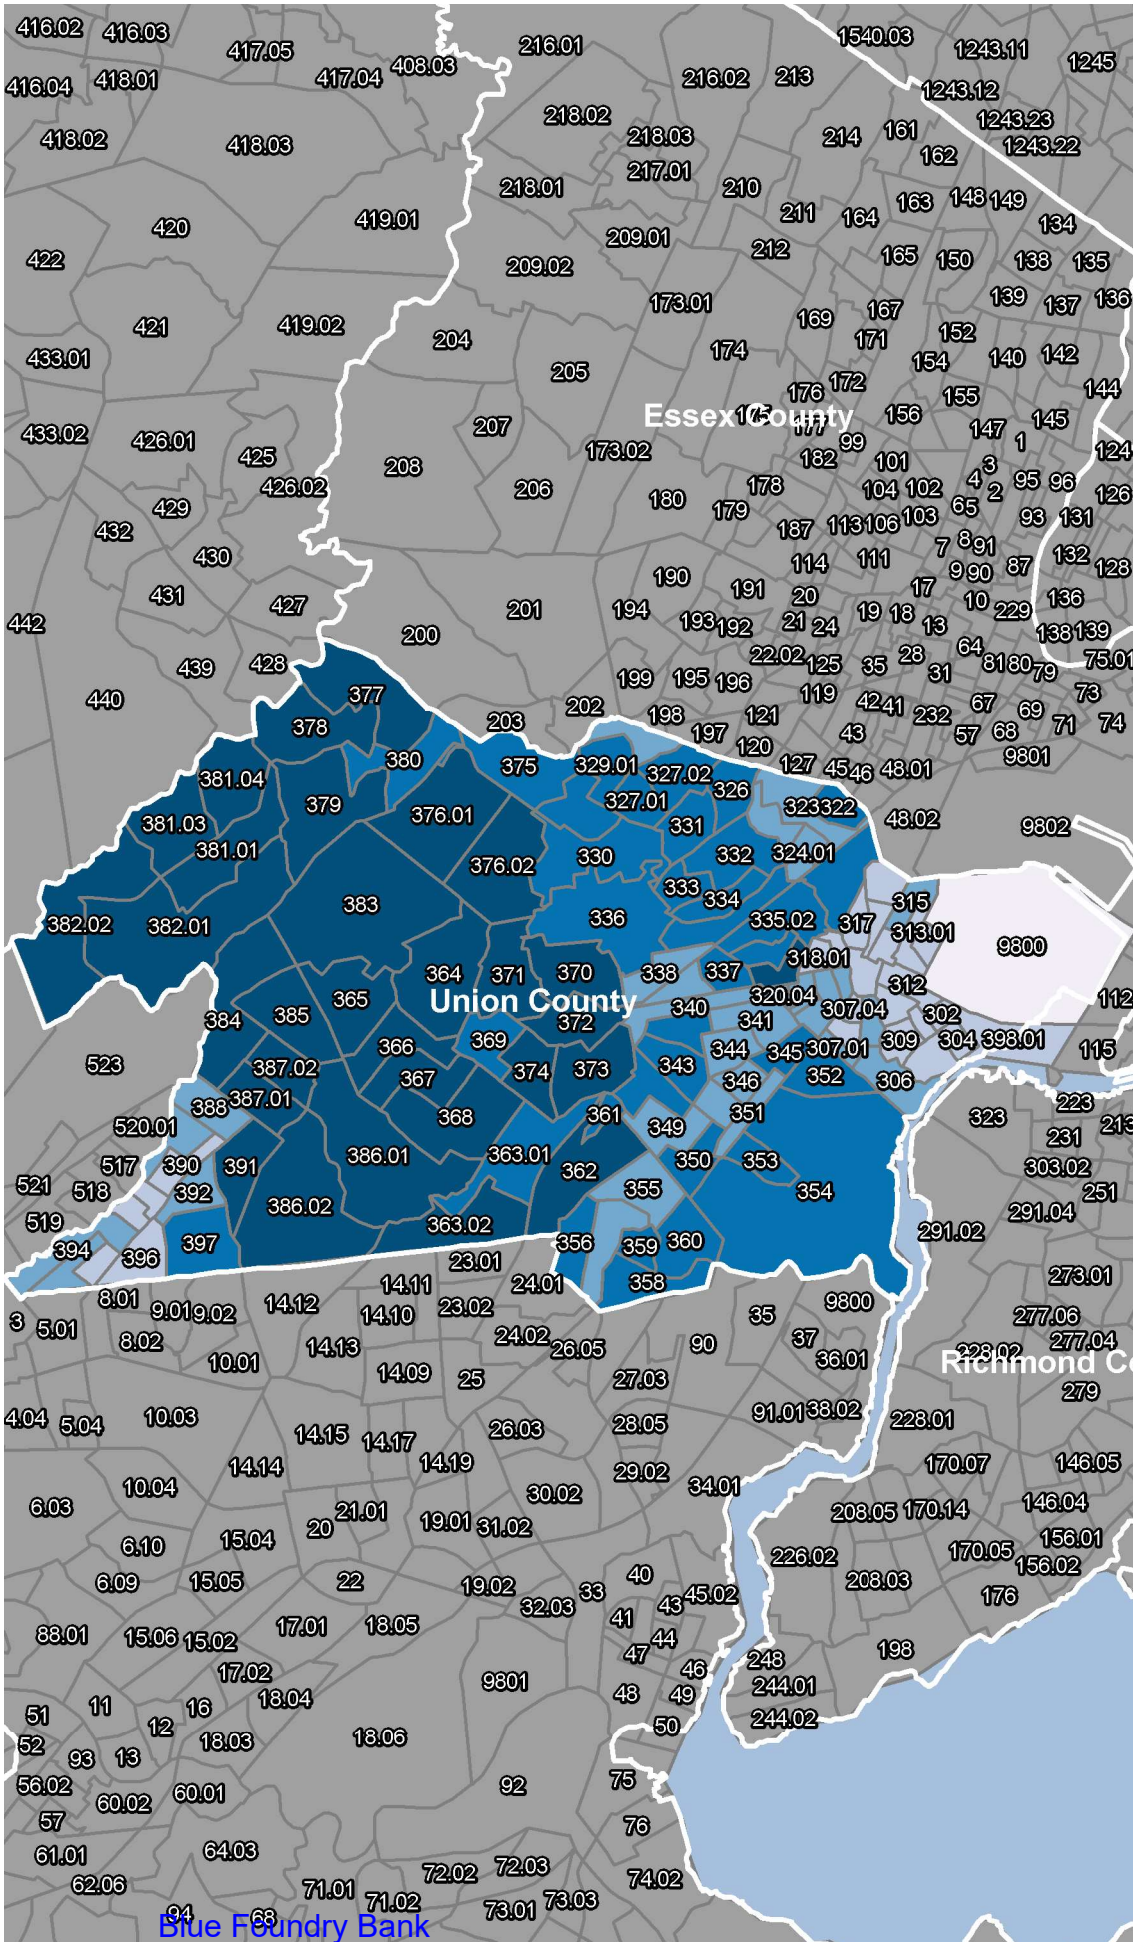 416.02 416.03 417.05 408.03 216.01 1540.03 1243.11 1245
416.04 418.01 417.04 216.02 213 1243.12
418.02 418.03 218.02 218.03 214 161 1243.23
217.01 162 1243.22
218.01 210 163 148 149
420 419.01 211 164 134
422 209.01 212 165 150 138 135
209.02
173.01 139 137 136
421 419.02 169 167
433.01 204 174 171 152
205 154 140 142
176 172 155 144
Essex County
175 156 145
433.02 426.01 207 177 147 1
425 173.02 182 99 101 3 124
426.02 208 206 178 104 102 4 2 95 96 126
429 180 179 65
432 187 113 106 103 93 131
430 114 111 7 8 91 132
431 427 190 191 9 90 87 128
20 17 10 136
442 201 194 193 192 21 24 19 18 13 229
200 138 139
439 428 22.02 125 35 28 64 81 80 79 75.01
440 199 195 196 119 31 73
377 202 198 121 42 41 232 67 69 71 74
378 203 197 120 43 57 68
380 375 329.01 327.02 127 45 46 48.01 9801
381.04 379 376.01 327.01 326 323 322
381.03 331 48.02 9802
381.01 376.02 330 332 324.01
383 333 334 315
382.02 382.01 336 335.02 317 313.01 9800
364 371 370 338 337 318.01 312
Union County
384 385 365 372 340 320.04 307.04 302 112
366 369 341 309 304 398.01
523 387.02 367 374 373 343 344 345 307.01 115
388 387.01 368 361 346 352 306
520.01 349 351 323 223 213
517 390 391 386.01 363.01 362 350 353 231
521 518 392 386.02 355 354 303.02 251
519 363.02 291.02 291.04
394 396 397 356 359 360
23.01 358 273.01
8.01 14.11 24.01
3 5.01 9.01 9.02 14.12 14.10 23.02 35 9800 277.06
8.02 14.13 24.02 26.05 90 37 36.01 228.02 277.04
Richmond Co
10.01 14.09 25 27.03 279
4.04 5.04 10.03 14.15 14.17 26.03 28.05 91.01 38.02 228.01
14.14 14.19 29.02 170.07 146.05
10.04 30.02 34.01
6.03 21.01 208.05 170.14 146.04
6.10 15.04 20 19.01 31.02 170.05 156.01
226.02 156.02
6.09 15.05 22 19.02 33 40 45.02 208.03 176
32.03 41 43
88.01 15.06 15.02 17.01 18.05 44 198
17.02 47 46 248
9801 48 49 244.01
51 11 16 18.04 50 244.02
52 12 18.03 18.06
93 13
56.02 60.02 60.01 92 75
57 76
61.01 64.03
62.06 72.02 72.03 74.02
94 68 71.01 71.02 73.01 73.03
Blue Foundry Bank